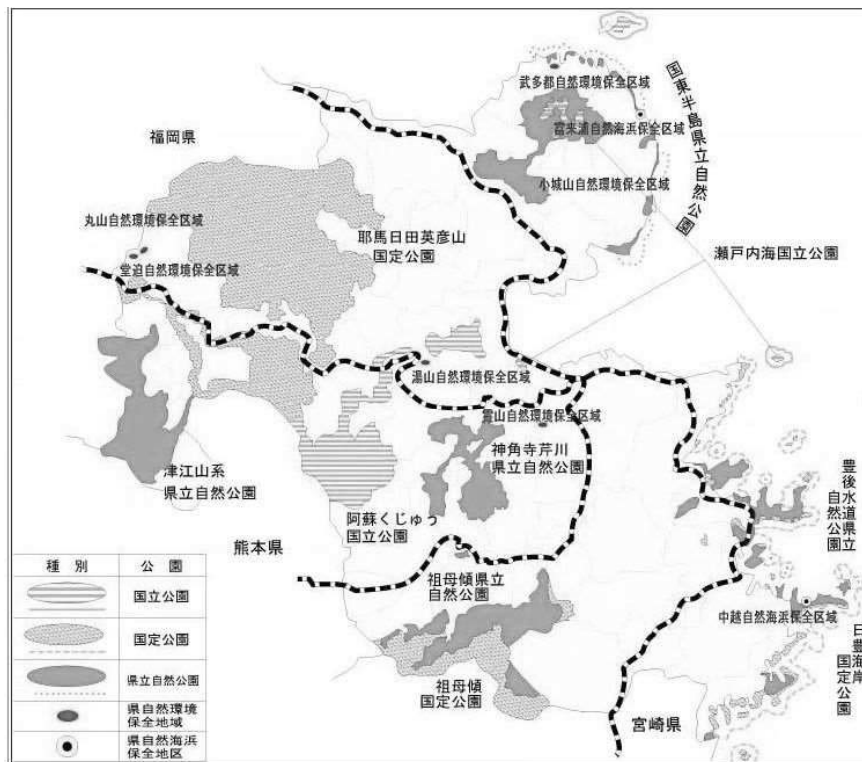 武多都自然環境保全区域
国東半島県立自然公園
富来浦自然海浜保全区域
福岡県
小城山自然環境保全区域
丸山自然環境保全区域
耶馬日田英彦山
国定公園
瀬戸内海国立公園
堂迫自然環境保全区域
湯山自然環境保全区域
霊山自然環境保全区域
神角寺芹川
県立自然公園
津江山系
県立自然公園
豊後水道県立
自然公園
阿蘇くじゅう
国立公園
熊本県
祖母傾県立
自然公園
中越自然海浜保全区域
日豊海岸
国定公園
祖母傾
国定公園
宮崎県
種 別
公 園
国立公園
国定公園
県立自然公園
県自然環境
保全地域
県自然海浜
保全地区